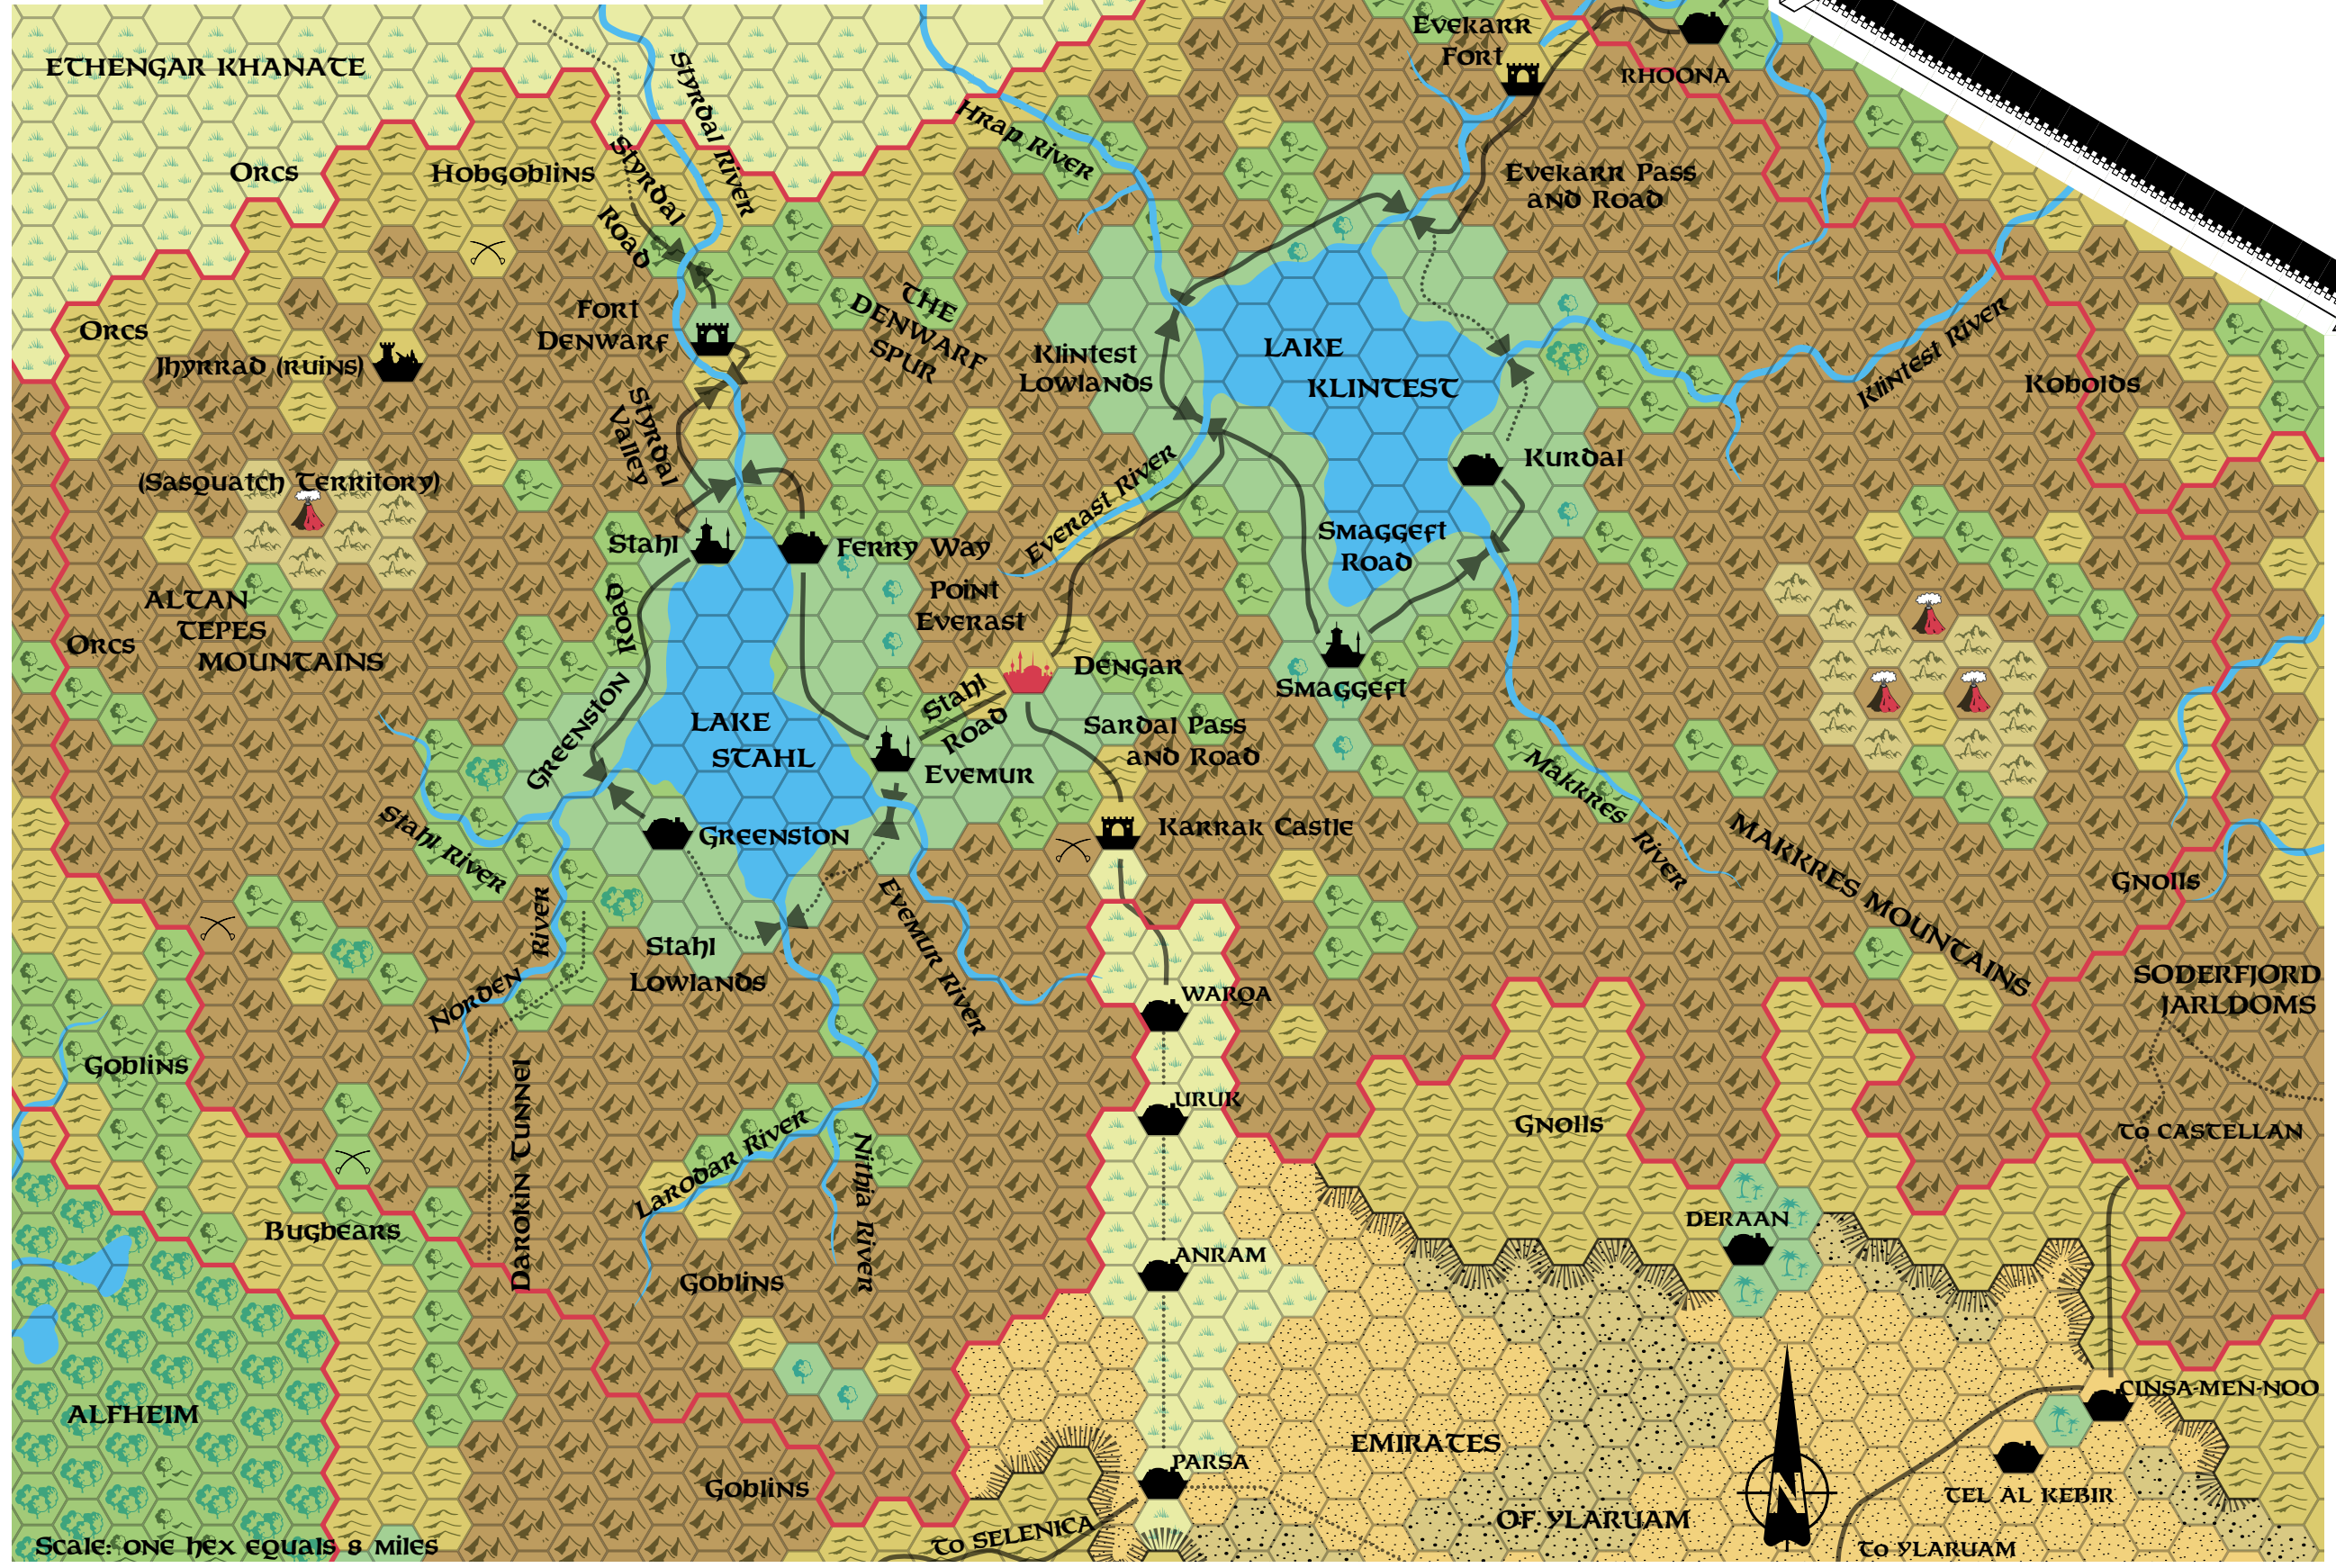 ETHENGAR KHANATE
Evekarr
Fort
RHOONA
Styrdal River
Hrap River
Orcs
Hobgoblins
Styrdal
Road
Evekarr Pass
and Road
Orcs
Jhyrrad (ruins)
Fort
Denwarf
THE
DENWARF
SPUR
Klintest
Lowlands
LAKE
KLINTEST
Klintest River
Kobolds
Styrdal
Valley
(Sasquatch Territory)
Everast River
Kurdal
Stahl
Ferry Way
Smaggeft
Road
Point
Everast
ALTAN
TEPES
MOUNTAINS
Orcs
Greenston
Road
Dengar
Smaggeft
Stahl
Road
Sardal Pass
and Road
LAKE
STAHL
Evemur
Makkres River
Stahl River
Greenston
Karrak Castle
MAKKRES MOUNTAINS
Gnolls
Evemur River
Norden River
Stahl
Lowlands
WARQA
SODERFJORD
JARLDOMS
Goblins
Darokin Tunnel
URUK
Larodar River
Nithia River
Gnolls
To CASTELLAN
Bugbears
DERAAN
ANRAM
Goblins
CINSA-MEN-NOO
ALFHEIM
EMIRATES
PARSA
Goblins
TEL AL KEBIR
OF YLARUAM
To SELENICA
To YLARUAM
N
Scale: one hex equals 8 miles